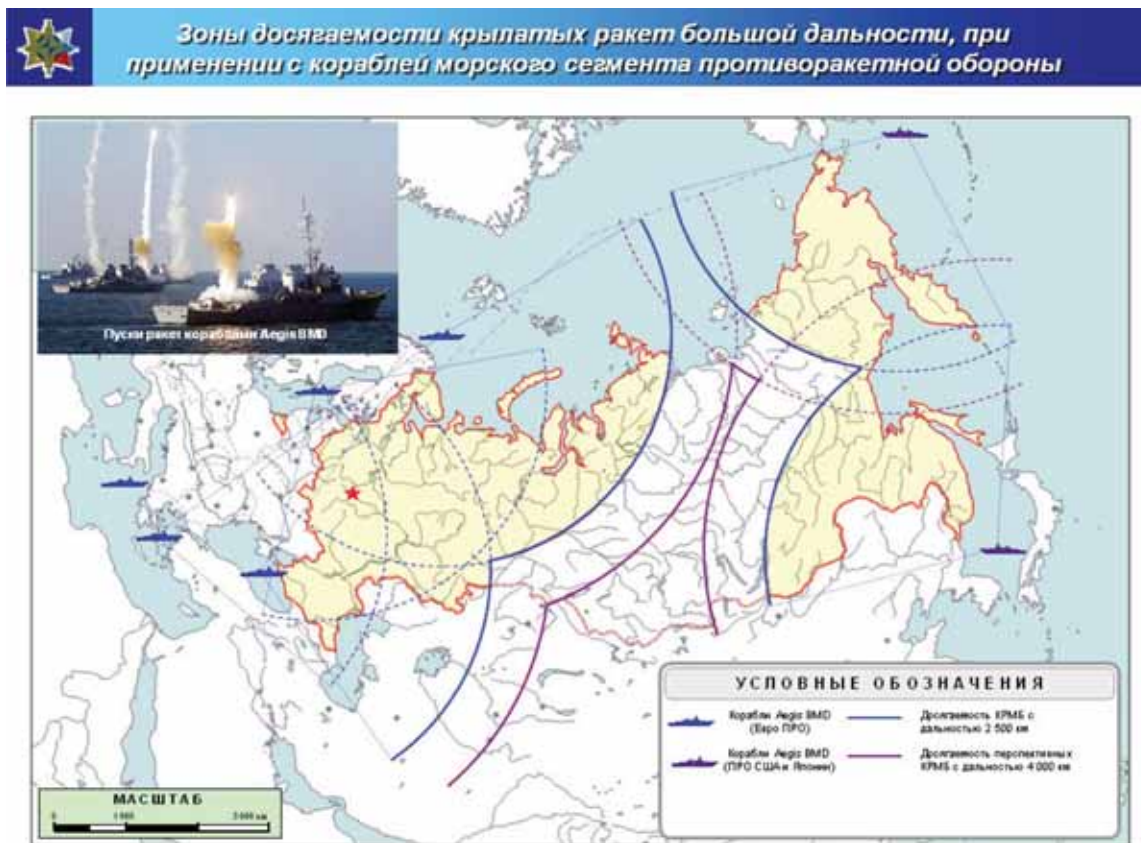 Зоны досягаемости крылатых ракет большой дальности, при
применении с кораблей морского сегмента противоракетной обороны
Пуски ракет кораблями Aegis BMD
УСЛОВНЫЕ ОБОЗНАЧЕНИЯ
Корабли Aegis BMD
(Евро ПРО)
Досягаемость КРМБ с
дальностью 2 500 км
Корабли Aegis BMD
(ПРО США и Японии)
Досягаемость перспективных
КРМБ с дальностью 4 000 км
МАСШТАБ
0
км